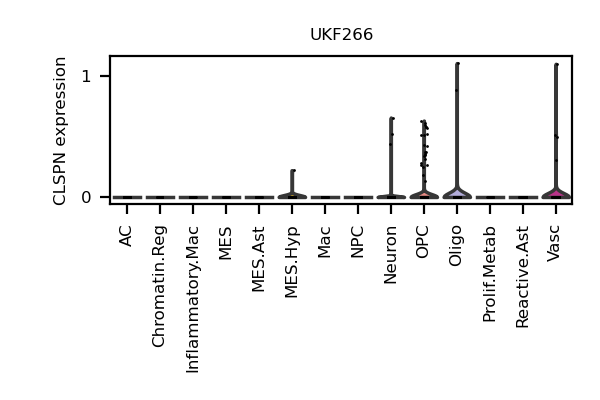 UKF266
CLSPN expression
1
0
AC
Chromatin.Reg
Inflammatory.Mac
MES
MES.Ast
MES.Hyp
Mac
NPC
Neuron
OPC
Oligo
Prolif.Metab
Reactive.Ast
Vasc